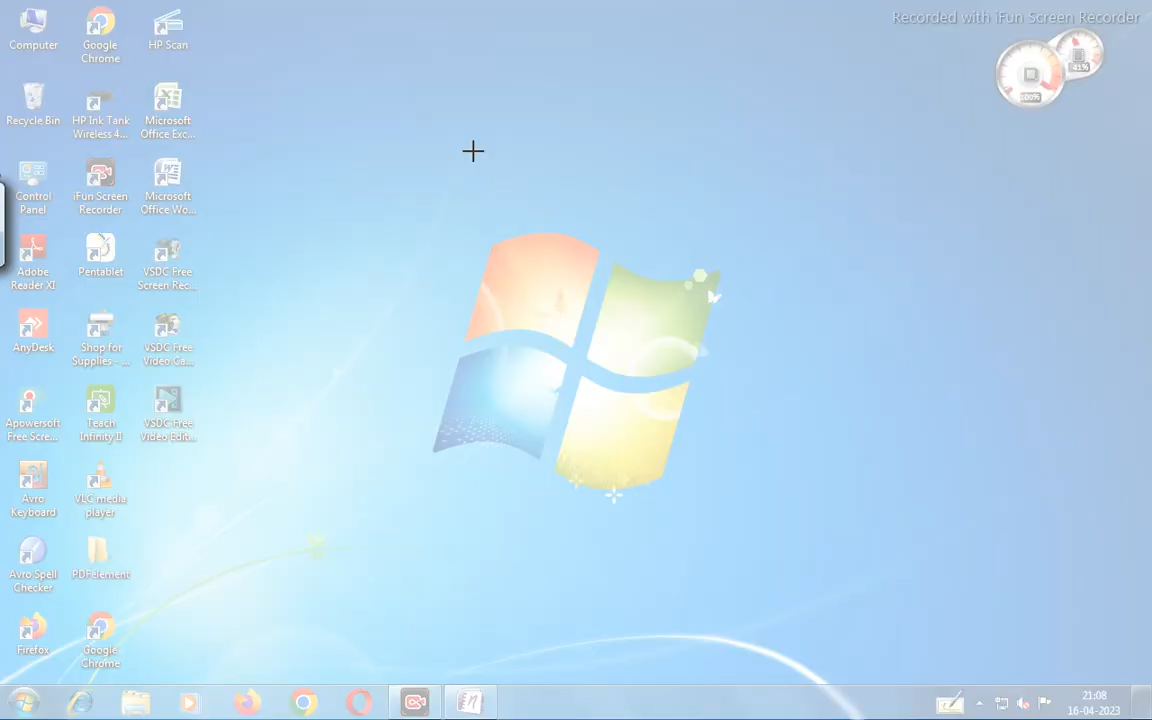 Recorded with iFun Screen Recorder
Computer
Google
Chrome
HP Scan
41%
100%
Recycle Bin
HP Ink Tank
Wireless 4...
Microsoft
Office Exc...
Control
Panel
iFun Screen
Recorder
Microsoft
Office Wo...
Adobe
Reader XI
Pentablet
VSDC Free
Screen Rec...
AnyDesk
Shop for
Supplies - ...
VSDC Free
Video Ca...
Apowersoft
Free Scre...
Teach
Infinity II
VSDC Free
Video Edit...
Avro
Keyboard
VLC media
player
Avro Spell
Checker
PDFelement
Firefox
Google
Chrome
21:08
16-04-2023